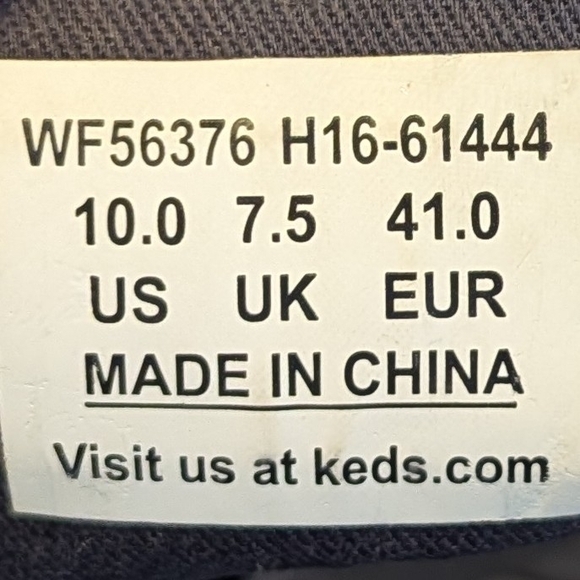 WF56376 H16-61444
10.0 7.5 41.0
US UK EUR
MADE IN CHINA
Visit us at keds.com